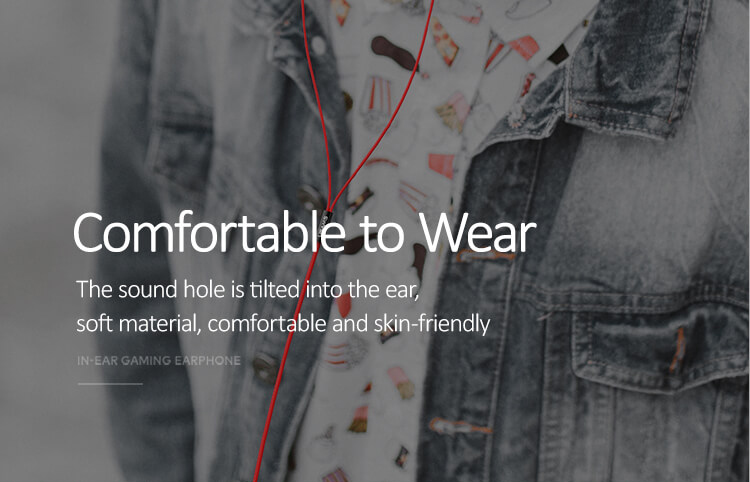 Comfortable to Wear
The sound hole is tilted into the ear,
soft material, comfortable and skin-friendly
IN-EAR GAMING EARPHONE